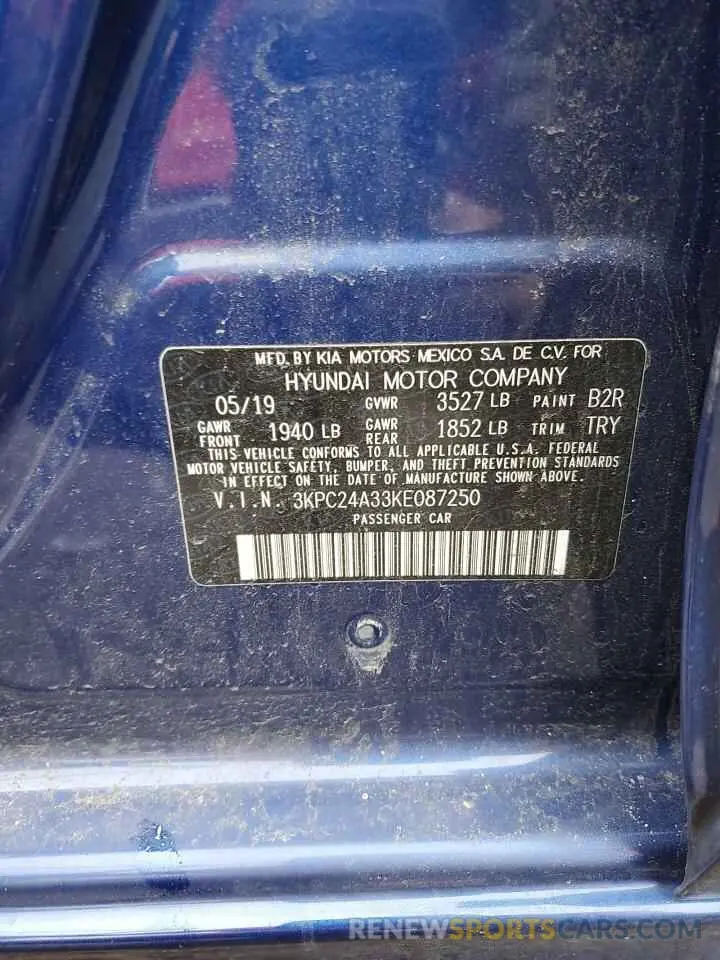 MFD. BY KIA MOTORS MEXICO S.A. DE C.V. FOR
HYUNDAI MOTOR COMPANY
05/19 GVWR 3527 LB PAINT B2R
GAWR FRONT 1940 LB GAWR REAR 1852 LB TRIM TRY
THIS VEHICLE CONFORMS TO ALL APPLICABLE U.S.A. FEDERAL
MOTOR VEHICLE SAFETY, BUMPER, AND THEFT PREVENTION STANDARDS
IN EFFECT ON THE DATE OF MANUFACTURE SHOWN ABOVE.
V.I.N. 3KPC24A33KE087250
PASSENGER CAR
RENEWSPORTSCARS.COM